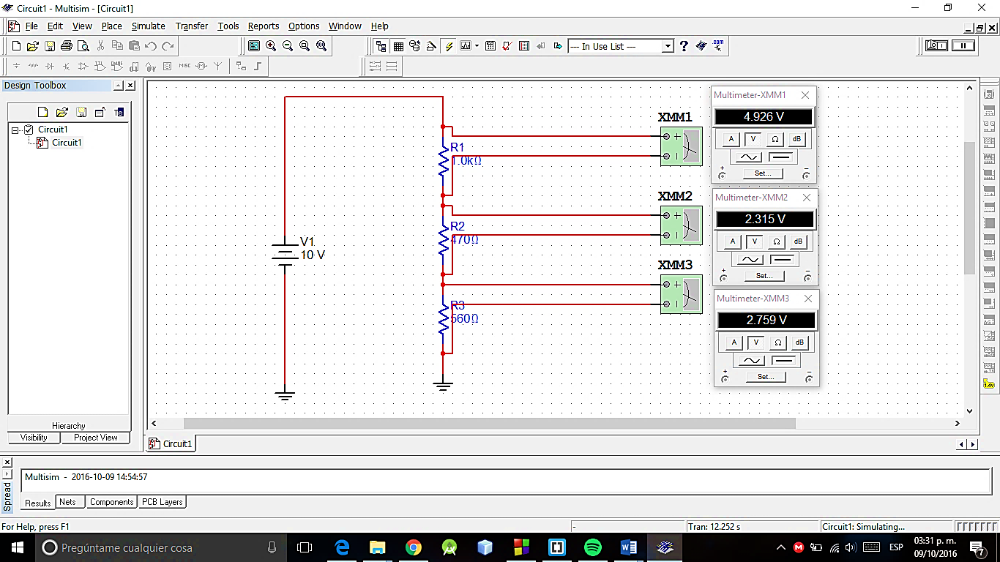 Circuit1 - Multisim - [Circuit1]
File Edit View Place Simulate Transfer Tools Reports Options Window Help
--- In Use List ---
MISC
Design Toolbox
Circuit1
Circuit1
Hierarchy
Visibility Project View
V1
10 V
R1
1.0kΩ
R2
470Ω
R3
560Ω
XMM1
XMM2
XMM3
Multimeter-XMM1
4.926 V
A V Ω dB
Set...
Multimeter-XMM2
2.315 V
A V Ω dB
Set...
Multimeter-XMM3
2.759 V
A V Ω dB
Set...
Circuit1
Spread
Multisim - 2016-10-09 14:54:57
Results Nets Components PCB Layers
For Help, press F1
-
Tran: 12.252 s
Circuit1: Simulating...
Pregúntame cualquier cosa
ESP
03:31 p. m.
09/10/2016
7